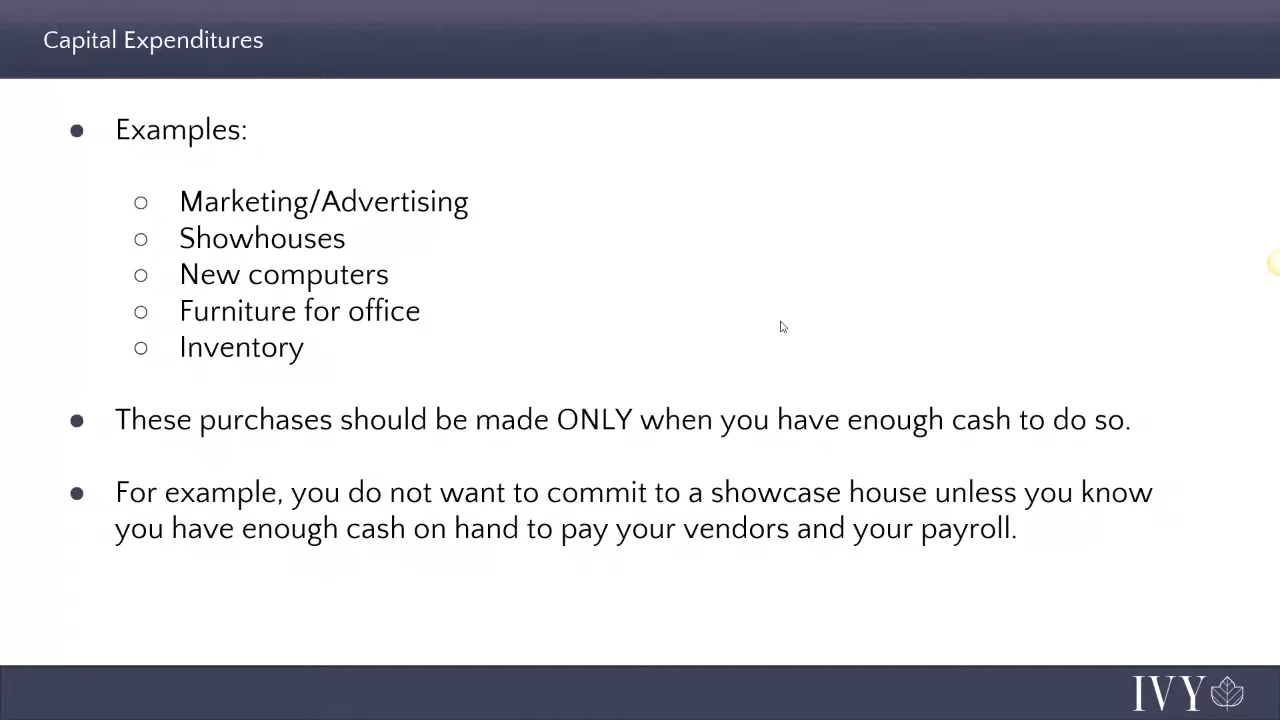 Capital Expenditures
● Examples:
○ Marketing/Advertising
○ Showhouses
○ New computers
○ Furniture for office
○ Inventory
● These purchases should be made ONLY when you have enough cash to do so.
● For example, you do not want to commit to a showcase house unless you know
you have enough cash on hand to pay your vendors and your payroll.
IVY